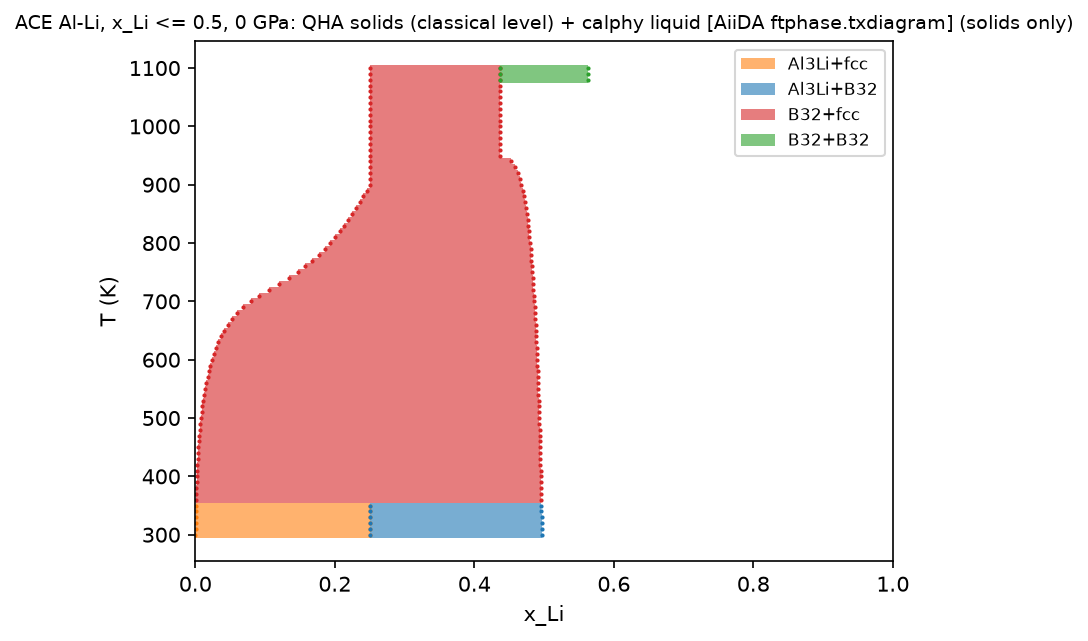 ACE Al-Li, x_Li <= 0.5, 0 GPa: QHA solids (classical level) + calphy liquid [AiiDA ftphase.txdiagram] (solids only)
Al3Li+fcc
Al3Li+B32
B32+fcc
B32+B32
T (K)
1100
1000
900
800
700
600
500
400
300
0.0 0.2 0.4 0.6 0.8 1.0
x_Li